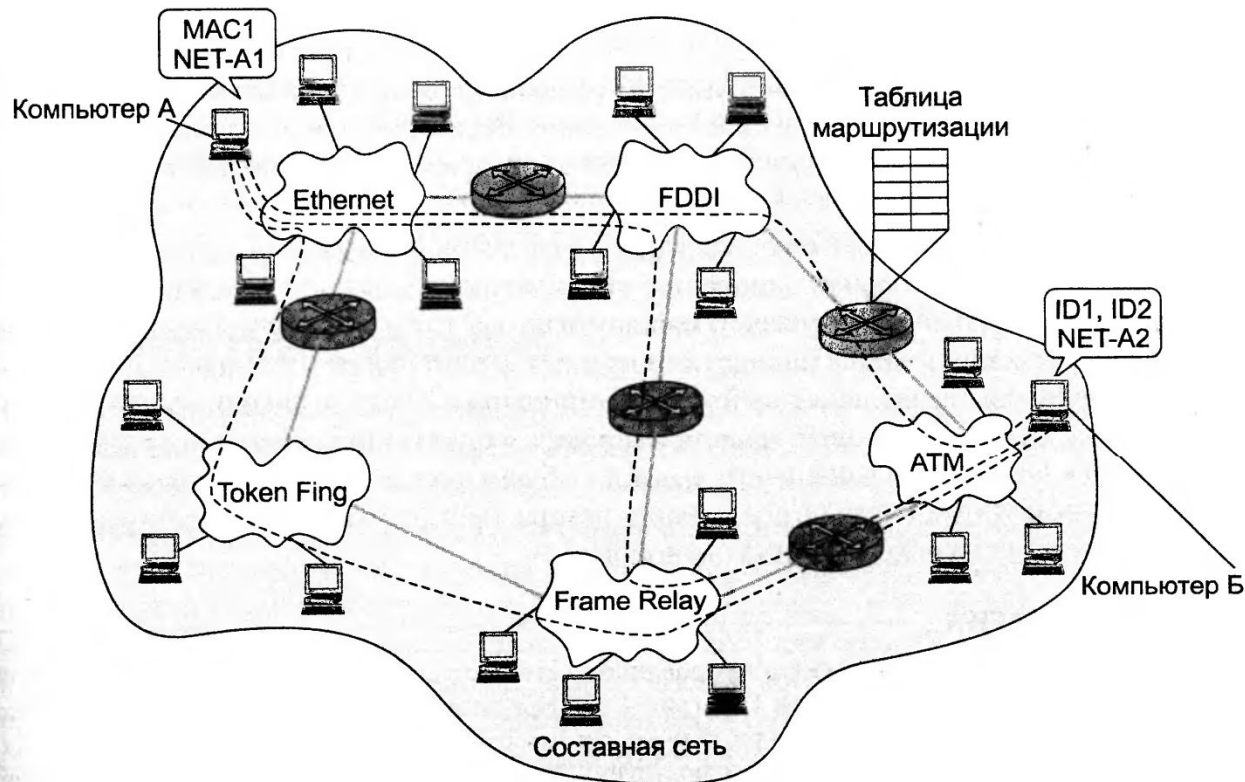 MAC1
NET-A1
Компьютер А
Таблица
маршрутизации
Ethernet
FDDI
ID1, ID2
NET-A2
ATM
Token Fing
Компьютер Б
Frame Relay
Составная сеть